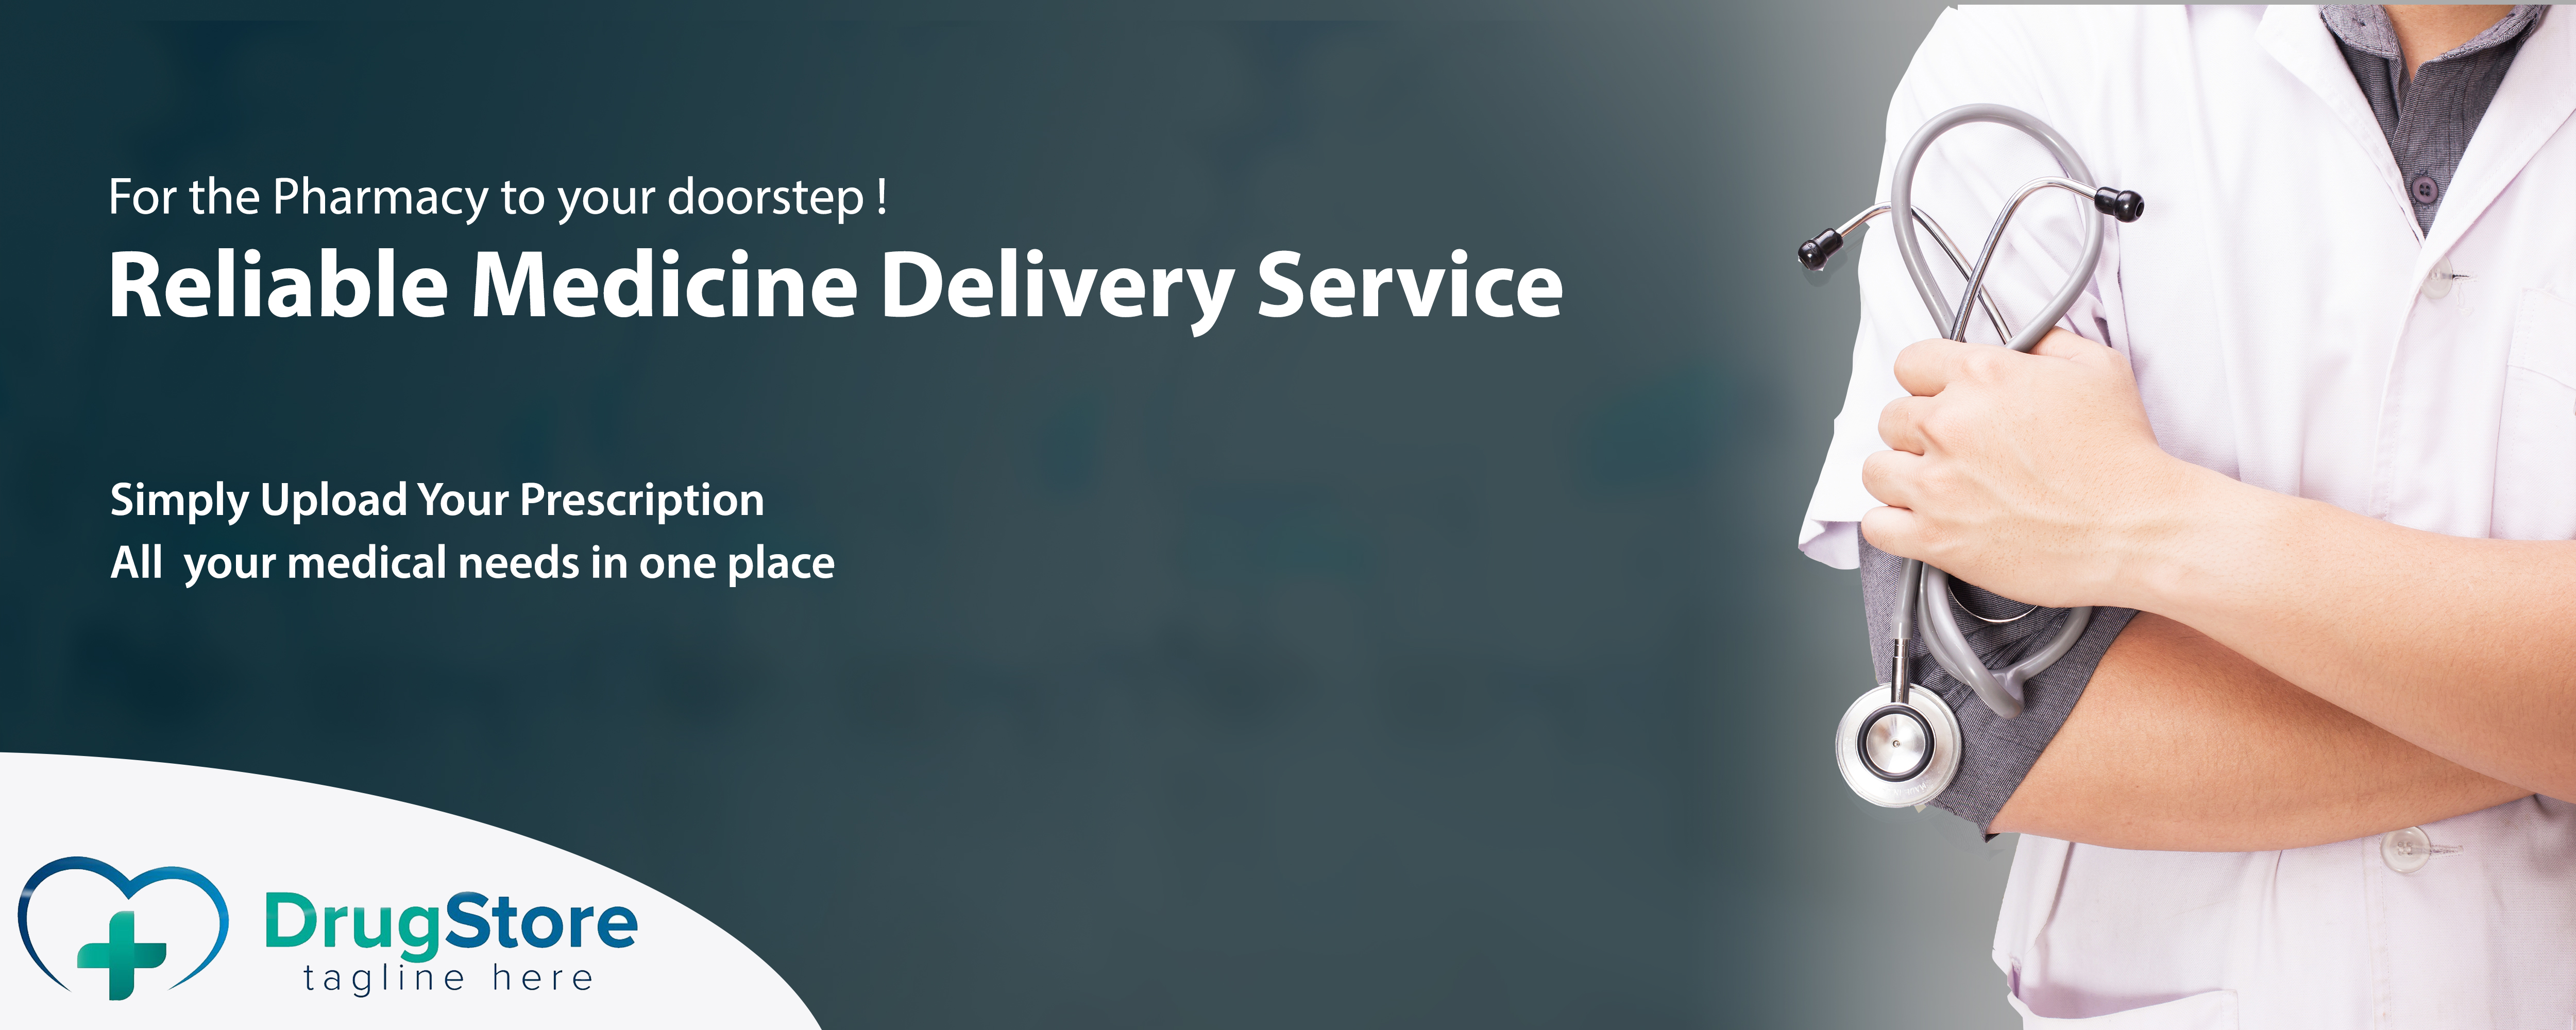 For the Pharmacy to your doorstep !
Reliable Medicine Delivery Service
Simply Upload Your Prescription
All  your medical needs in one place
DrugStore
tagline here